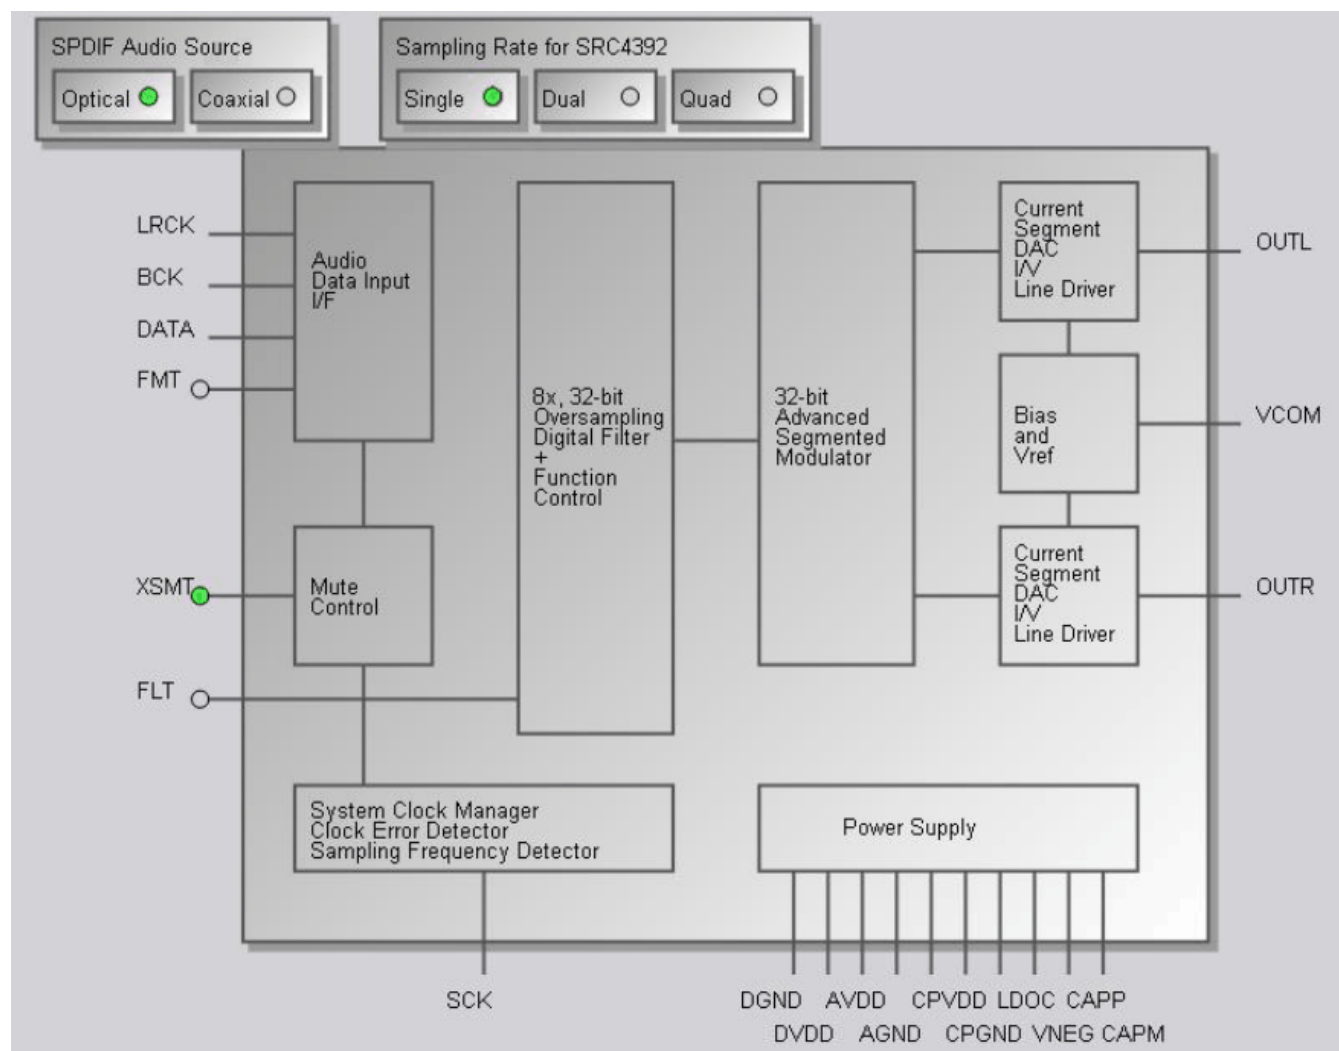 SPDIF Audio Source
Optical
Coaxial
Sampling Rate for SRC4392
Single
Dual
Quad
LRCK
BCK
DATA
FMT
XSMT
FLT
Audio
Data Input
I/F
Mute
Control
8x, 32-bit
Oversampling
Digital Filter
+
Function
Control
32-bit
Advanced
Segmented
Modulator
Current
Segment
DAC
I/V
Line Driver
Bias
and
Vref
Current
Segment
DAC
I/V
Line Driver
OUTL
VCOM
OUTR
System Clock Manager
Clock Error Detector
Sampling Frequency Detector
Power Supply
SCK
DGND AVDD CPVDD LDOC CAPP
DVDD AGND CPGND VNEG CAPM